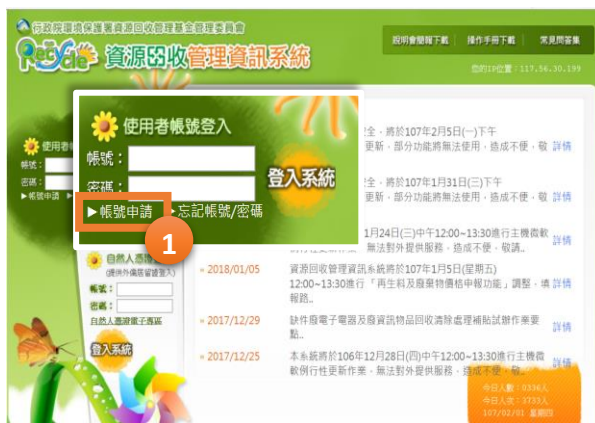 行政院環境保護署資源回收管理基金管理委員會
Recycle 資源回收管理資訊系統
說明會簡報下載 操作手冊下載 常見問答集
您的IP位置:117.56.30.199
使用者帳號登入
帳號:
密碼:
登入系統
▶帳號申請 ▶忘記帳號/密碼
1
帳號:
密碼:
▶帳號申請
全,將於107年2月5日(一)下午
更新,部分功能將無法使用,造成不便,敬 詳情
全,將於107年1月31日(三)下午
更新,部分功能將無法使用,造成不便,敬 詳情
1月24日(三)中午12:00~13:30進行主機微軟
無法對外提供服務,造成不便,敬請.. 詳情
自然人憑證
(提供外僑居留證登入)
帳號:
密碼:
自然人憑證電子專區
登入系統
» 2018/01/05 資源回收管理資訊系統將於107年1月5日(星期五)
12:00~13:30進行「再生料及廢棄物價格申報功能」調整,填 詳情
報路..
» 2017/12/29 缺件廢電子電器及廢資訊物品回收清除處理補貼試辦作業要 詳情
點..
» 2017/12/25 本系統將於106年12月28日(四)中午12:00~13:30進行主機微
軟例行性更新作業,無法對外提供服務,造成不便,敬.. 詳情
今日人數:0336人
今日人次:3733人
107/02/01 星期四